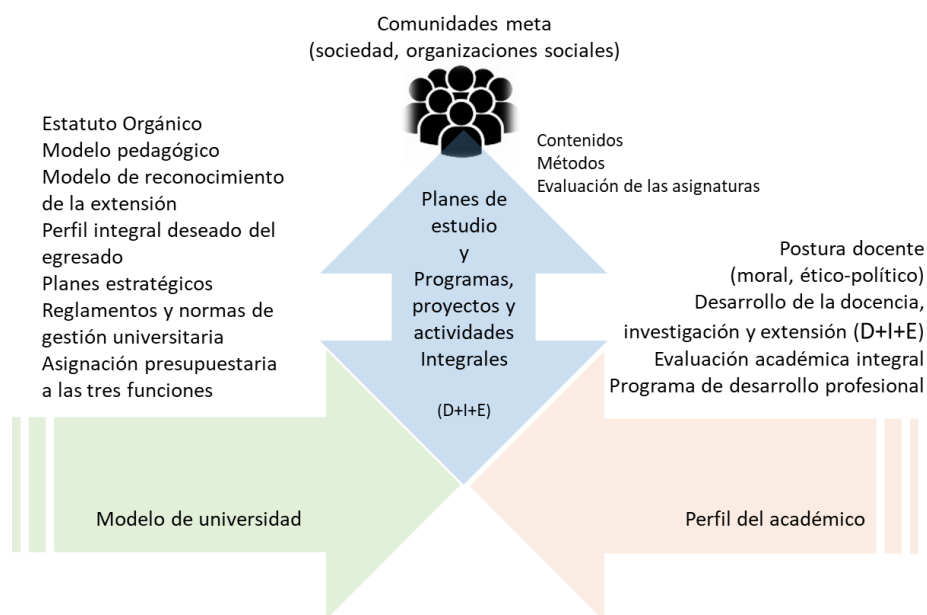 Comunidades meta
(sociedad, organizaciones sociales)
Estatuto Orgánico
Modelo pedagógico
Modelo de reconocimiento
de la extensión
Perfil integral deseado del
egresado
Planes estratégicos
Reglamentos y normas de
gestión universitaria
Asignación presupuestaria
a las tres funciones
Contenidos
Métodos
Evaluación de las asignaturas
Planes de
estudio
y
Programas,
proyectos y
actividades
Integrales
(D+I+E)
Postura docente
(moral, ético-político)
Desarrollo de la docencia,
investigación y extensión (D+I+E)
Evaluación académica integral
Programa de desarrollo profesional
Modelo de universidad
Perfil del académico